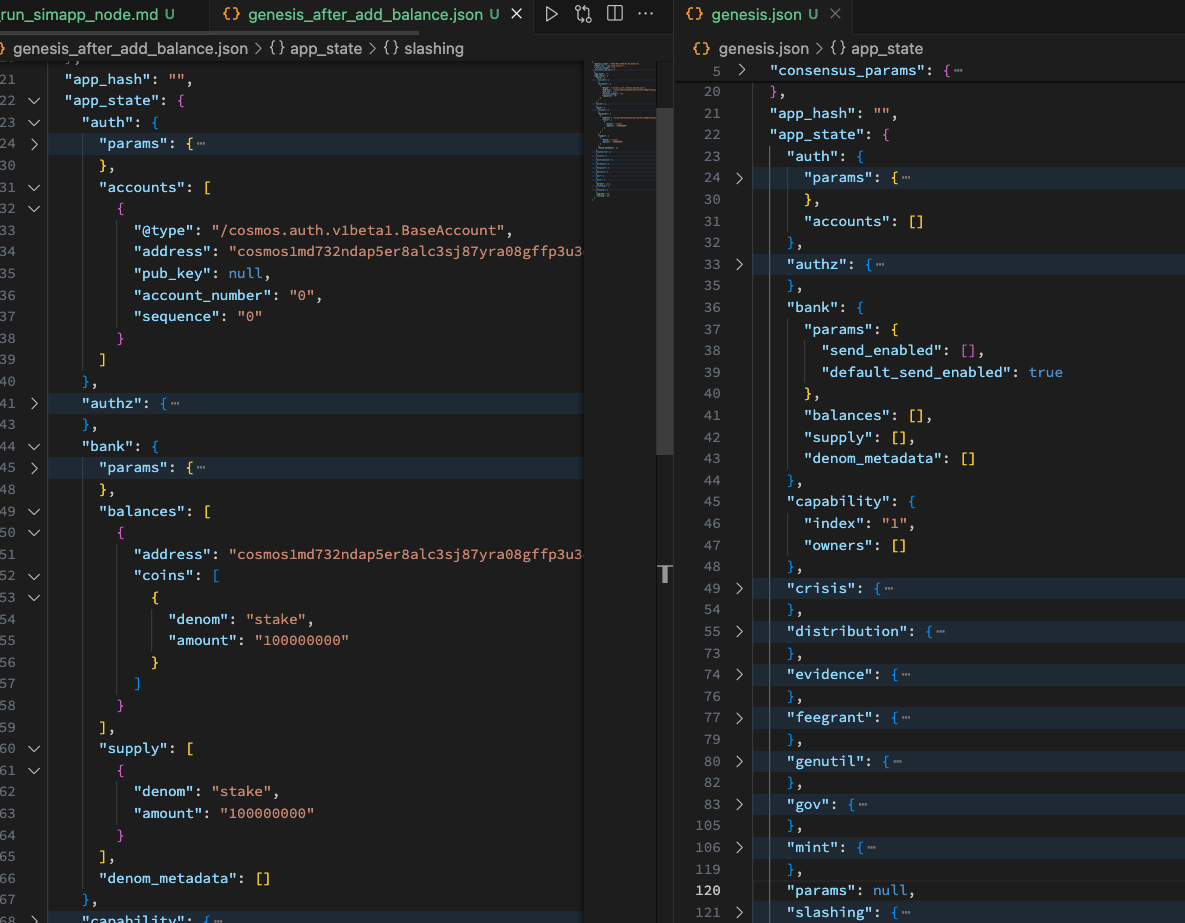 run_simapp_node.md U
{} genesis_after_add_balance.json U
genesis_after_add_balance.json > {} app_state > {} slashing
21 "app_hash": "",
22 "app_state": {
23 "auth": {
24 "params": {…
30 },
31 "accounts": [
32 {
33 "@type": "/cosmos.auth.v1beta1.BaseAccount",
34 "address": "cosmos1md732ndap5er8alc3sj87yra08gffp3u3
35 "pub_key": null,
36 "account_number": "0",
37 "sequence": "0"
38 }
39 ]
40 },
41 "authz": {…
43 },
44 "bank": {
45 "params": {…
48 },
49 "balances": [
50 {
51 "address": "cosmos1md732ndap5er8alc3sj87yra08gffp3u3
52 "coins": [
53 {
54 "denom": "stake",
55 "amount": "100000000"
56 }
57 ]
58 }
59 ],
60 "supply": [
61 {
62 "denom": "stake",
63 "amount": "100000000"
64 }
65 ],
66 "denom_metadata": []
67 },
68 "capability": {…
{} genesis.json U
{} genesis.json > {} app_state
5 "consensus_params": {…
20 },
21 "app_hash": "",
22 "app_state": {
23 "auth": {
24 "params": {…
30 },
31 "accounts": []
32 },
33 "authz": {…
35 },
36 "bank": {
37 "params": {
38 "send_enabled": [],
39 "default_send_enabled": true
40 },
41 "balances": [],
42 "supply": [],
43 "denom_metadata": []
44 },
45 "capability": {
46 "index": "1",
47 "owners": []
48 },
49 "crisis": {…
54 },
55 "distribution": {…
73 },
74 "evidence": {…
76 },
77 "feegrant": {…
79 },
80 "genutil": {…
82 },
83 "gov": {…
105 },
106 "mint": {…
119 },
120 "params": null,
121 "slashing": {…